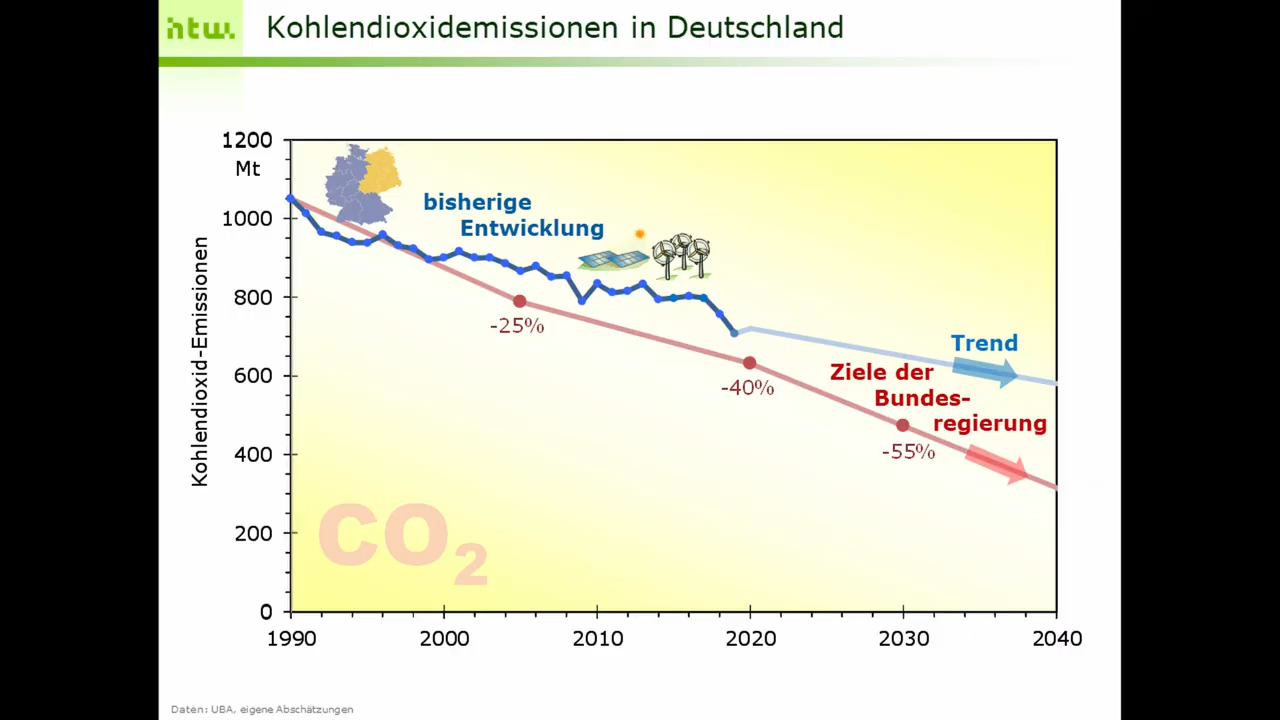 htw.
Kohlendioxidemissionen in Deutschland
1200
Mt
1000
800
600
400
200
0
Kohlendioxid-Emissionen
bisherige
Entwicklung
-25%
-40%
-55%
Trend
Ziele der
Bundes-
regierung
CO₂
1990 2000 2010 2020 2030 2040
Daten: UBA, eigene Abschätzungen